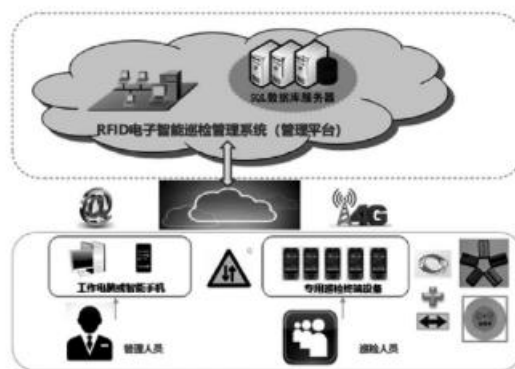 SQL数据库服务器
RFID电子智能巡检管理系统（管理平台）
@
4G
工作电脑或智能手机
专用巡检终端设备
管理人员
巡检人员